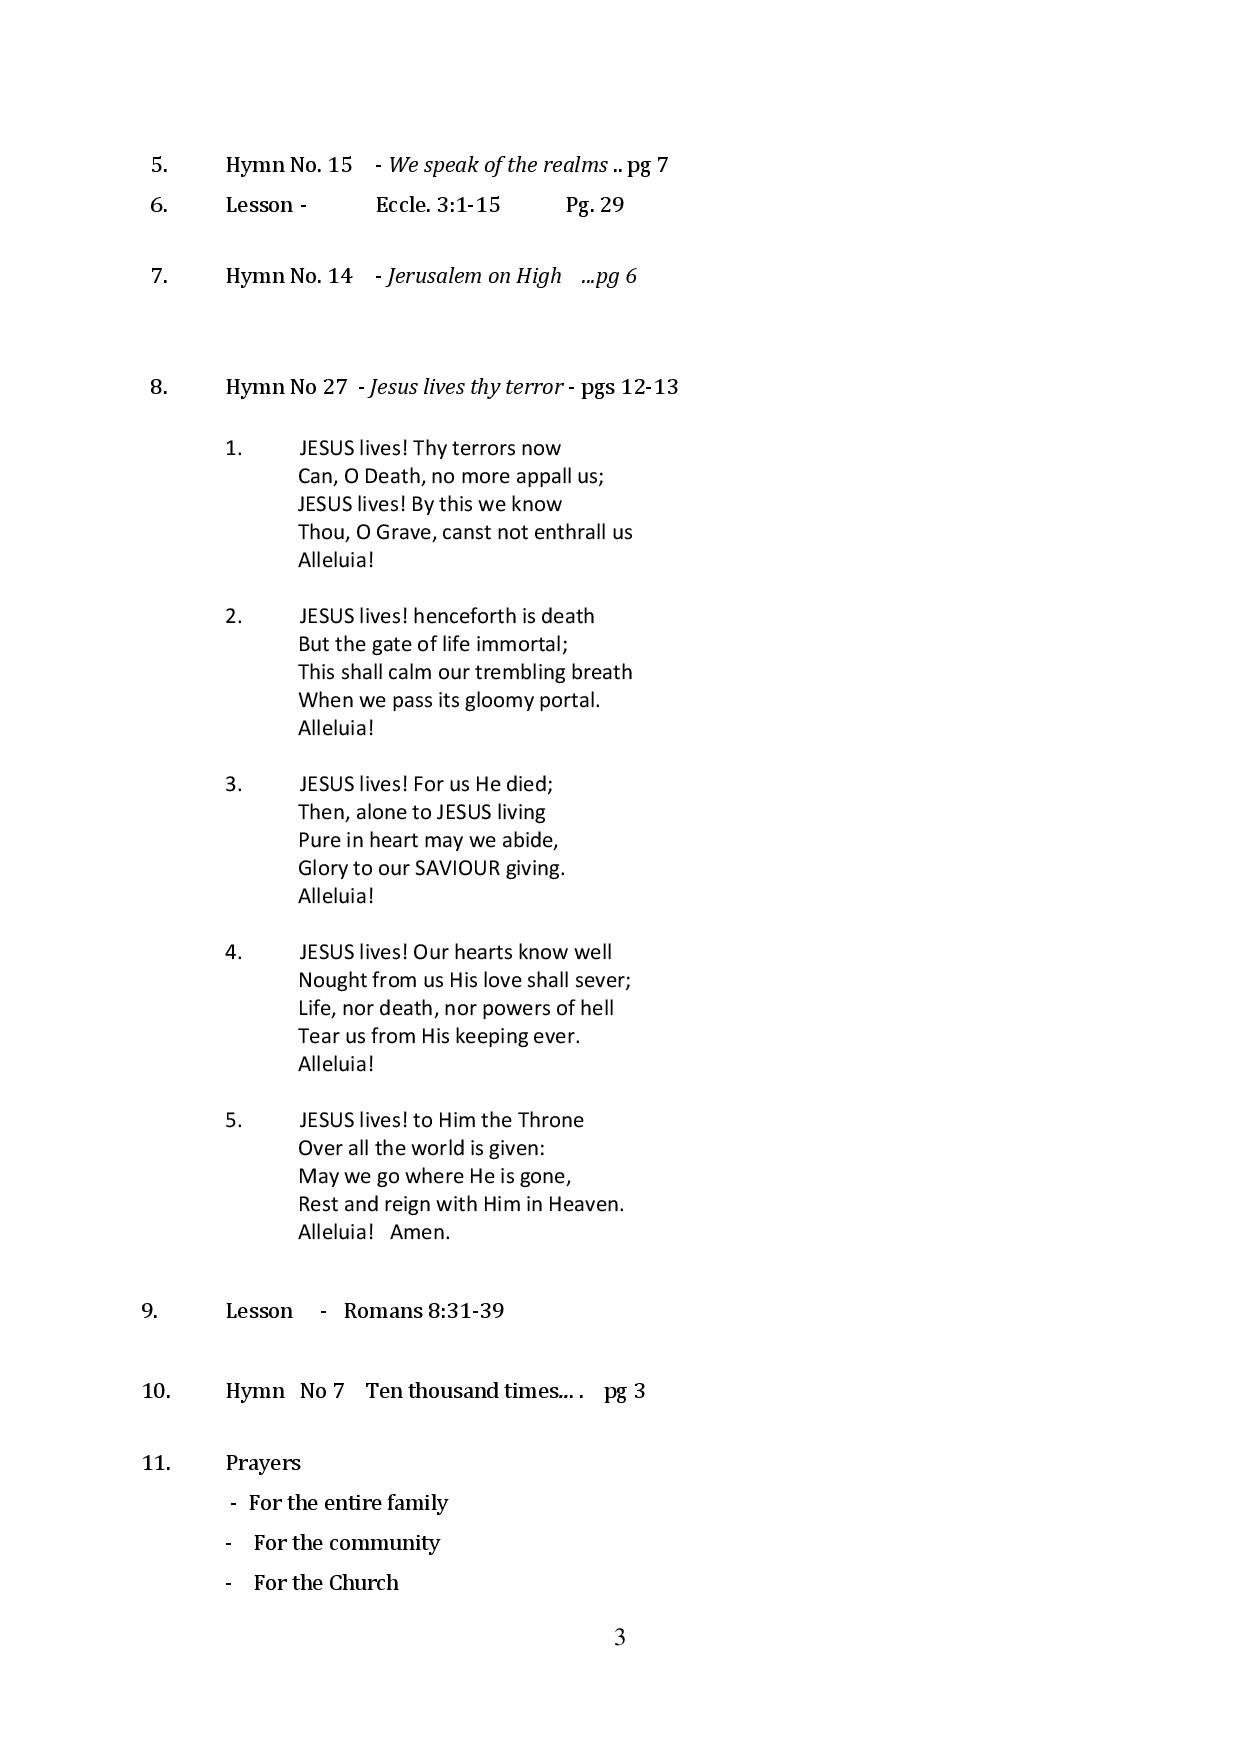 5. Hymn No. 15 - We speak of the realms .. pg 7
6. Lesson - Eccle. 3:1-15 Pg. 29
7. Hymn No. 14 - Jerusalem on High ...pg 6
8. Hymn No 27 - Jesus lives thy terror - pgs 12-13
1. JESUS lives! Thy terrors now
Can, O Death, no more appall us;
JESUS lives! By this we know
Thou, O Grave, canst not enthrall us
Alleluia!
2. JESUS lives! henceforth is death
But the gate of life immortal;
This shall calm our trembling breath
When we pass its gloomy portal.
Alleluia!
3. JESUS lives! For us He died;
Then, alone to JESUS living
Pure in heart may we abide,
Glory to our SAVIOUR giving.
Alleluia!
4. JESUS lives! Our hearts know well
Nought from us His love shall sever;
Life, nor death, nor powers of hell
Tear us from His keeping ever.
Alleluia!
5. JESUS lives! to Him the Throne
Over all the world is given:
May we go where He is gone,
Rest and reign with Him in Heaven.
Alleluia! Amen.
9. Lesson - Romans 8:31-39
10. Hymn No 7 Ten thousand times... . pg 3
11. Prayers
- For the entire family
- For the community
- For the Church
3